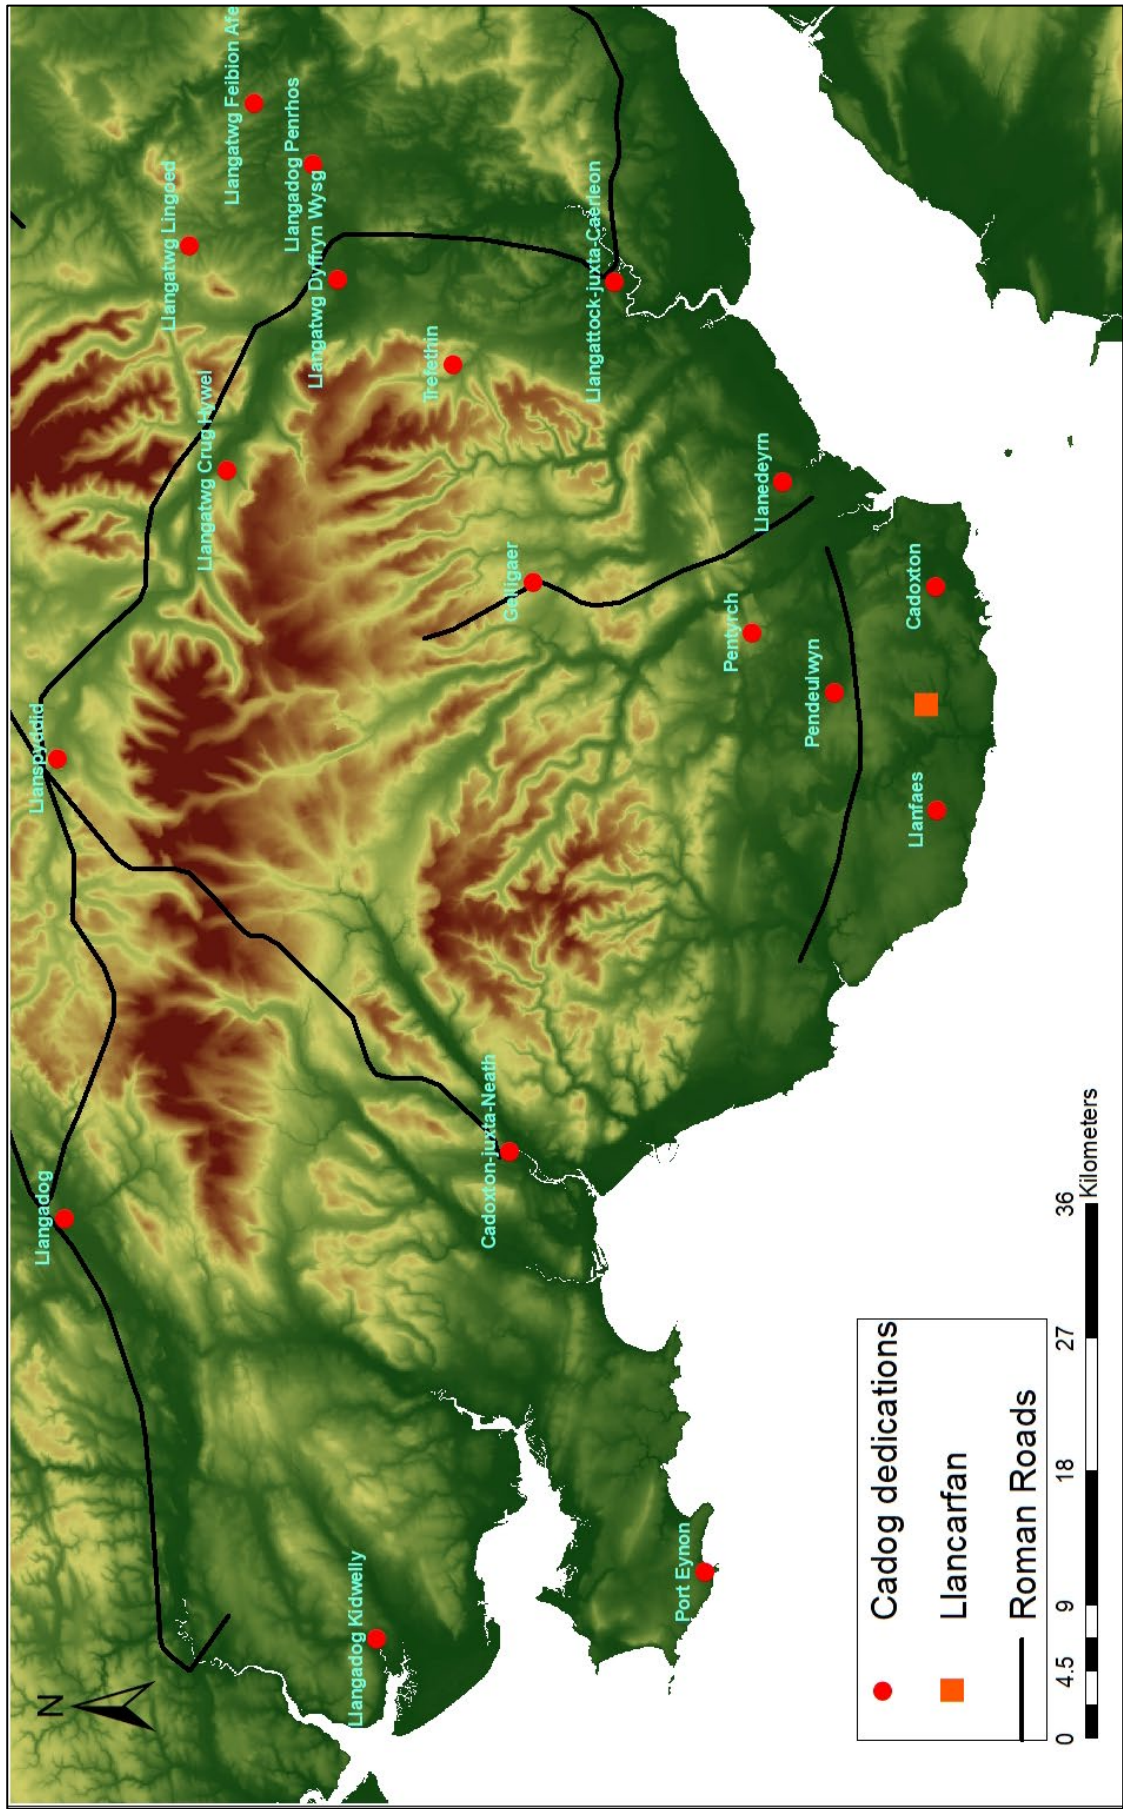 N
Llangadog
Llanspyddid
Llangatwg Lingoed
Llangatwg Feibion Afe
Llangatwg Crug Hywel
Llangadog Penrhos
Llangatwg Dyffryn Wysg
Llangadog Kidwelly
Trefethin
Cadoxton-juxta-Neath
Gelligaer
Llangattock-juxta-Caerleon
Port Eynon
Pentyrch
Llanedeyrn
Pendeulwyn
Llanfaes
Cadoxton
Cadog dedications
Llancarfan
Roman Roads
0 4.5 9 18 27 36
Kilometers